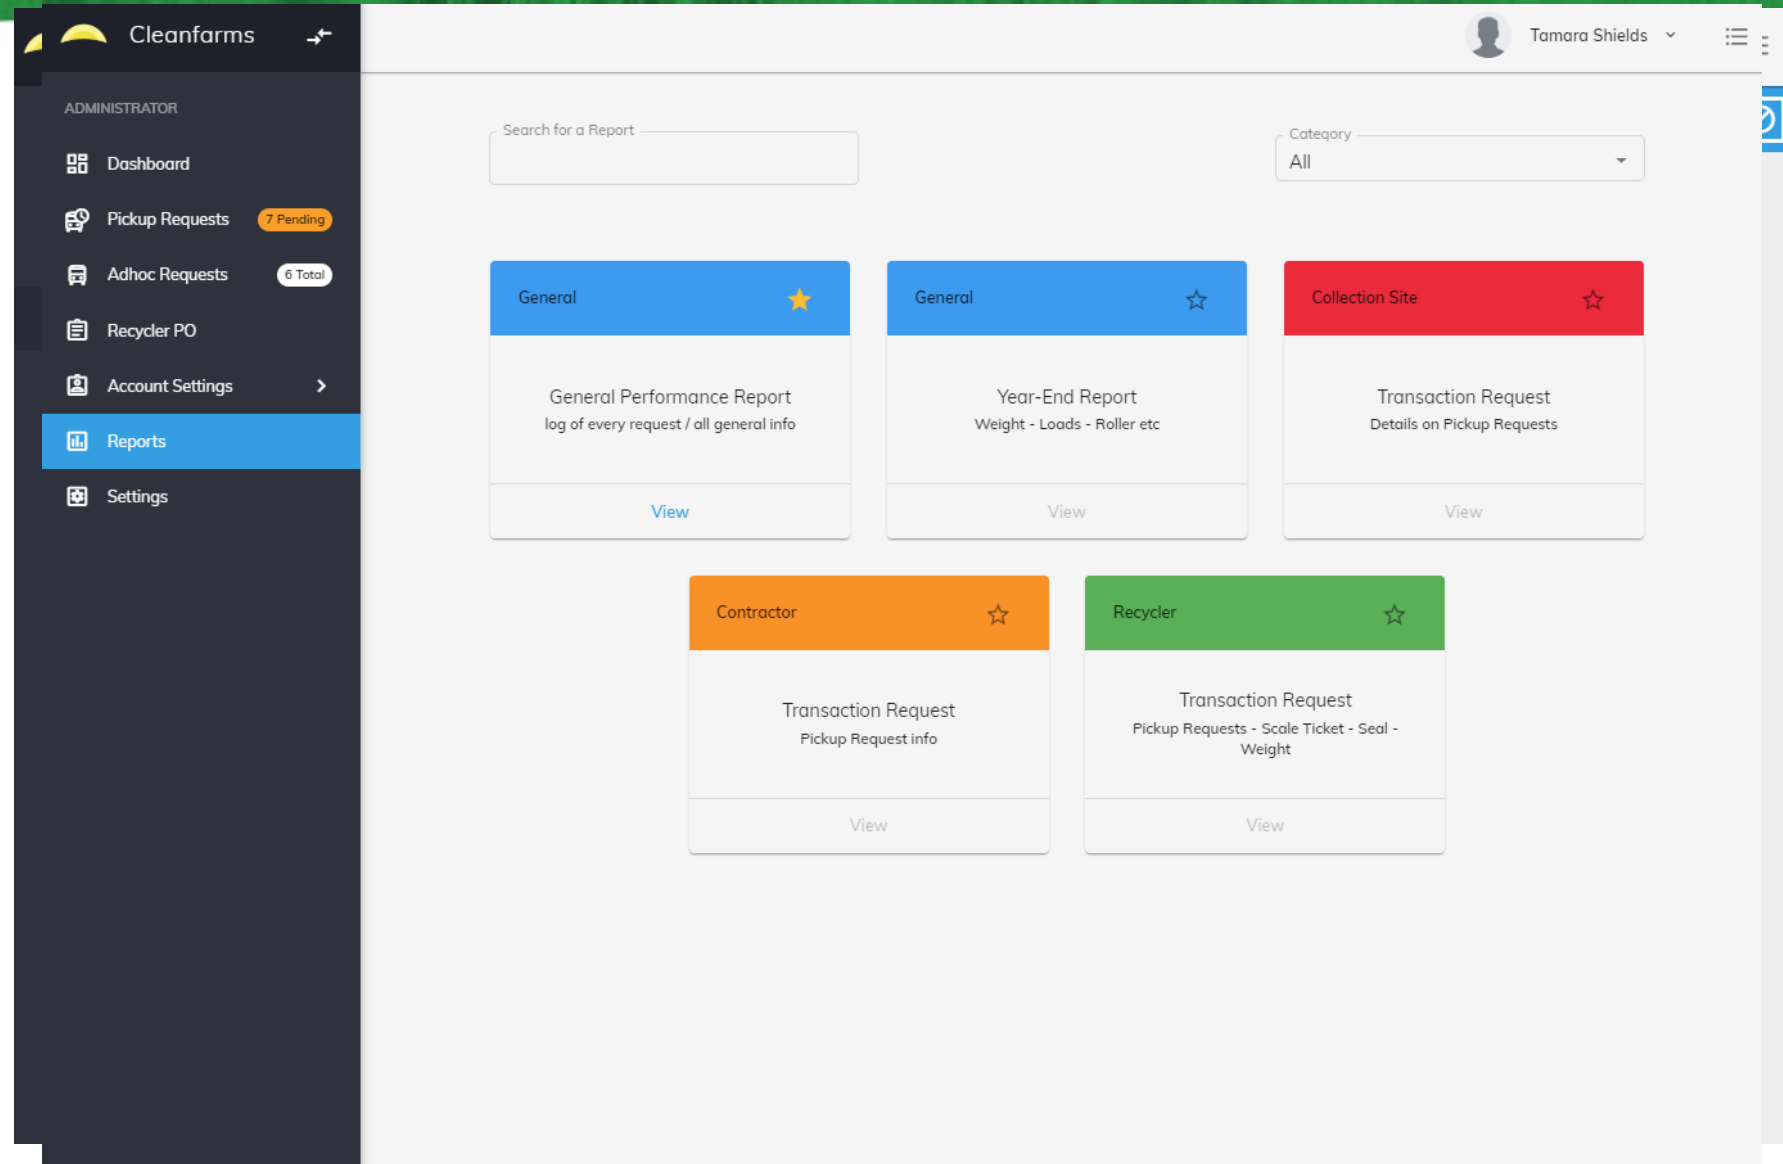 Cleanfarms
Tamara Shields
ADMINISTRATOR
Dashboard
Pickup Requests
7 Pending
Adhoc Requests
6 Total
Recycler PO
Account Settings
Reports
Settings
Search for a Report
Category
All
General
General Performance Report
log of every request / all general info
View
General
Year-End Report
Weight - Loads - Roller etc
View
Collection Site
Transaction Request
Details on Pickup Requests
View
Contractor
Transaction Request
Pickup Request info
View
Recycler
Transaction Request
Pickup Requests - Scale Ticket - Seal -
Weight
View